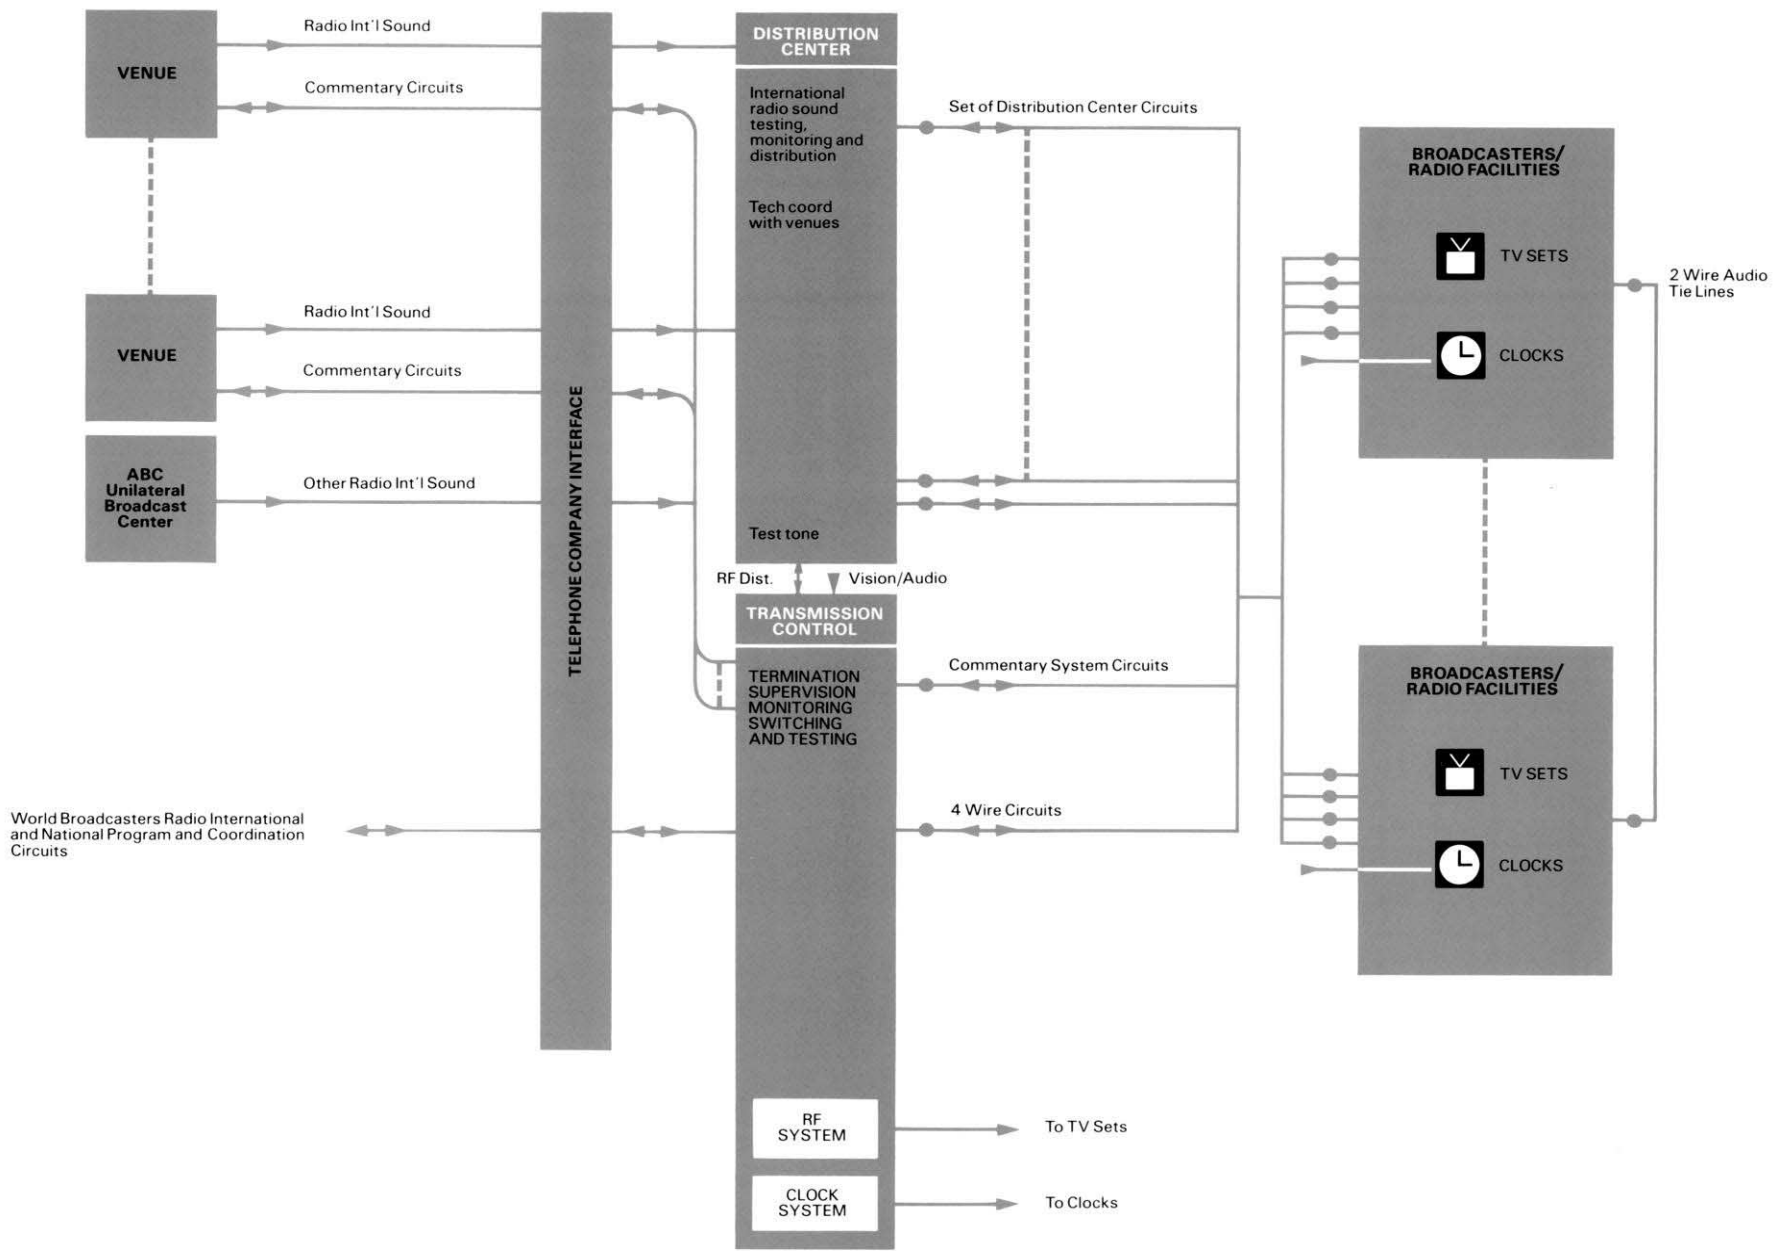 VENUE
Radio Int'l Sound
Commentary Circuits
VENUE
Radio Int'l Sound
Commentary Circuits
ABC
Unilateral
Broadcast
Center
Other Radio Int'l Sound
World Broadcasters Radio International
and National Program and Coordination
Circuits
TELEPHONE COMPANY INTERFACE
DISTRIBUTION
CENTER
International
radio sound
testing,
monitoring and
distribution
Tech coord
with venues
Test tone
RF Dist.
Vision/Audio
TRANSMISSION
CONTROL
TERMINATION
SUPERVISION
MONITORING
SWITCHING
AND TESTING
RF
SYSTEM
CLOCK
SYSTEM
Set of Distribution Center Circuits
Commentary System Circuits
4 Wire Circuits
To TV Sets
To Clocks
BROADCASTERS/
RADIO FACILITIES
TV SETS
CLOCKS
2 Wire Audio
Tie Lines
BROADCASTERS/
RADIO FACILITIES
TV SETS
CLOCKS